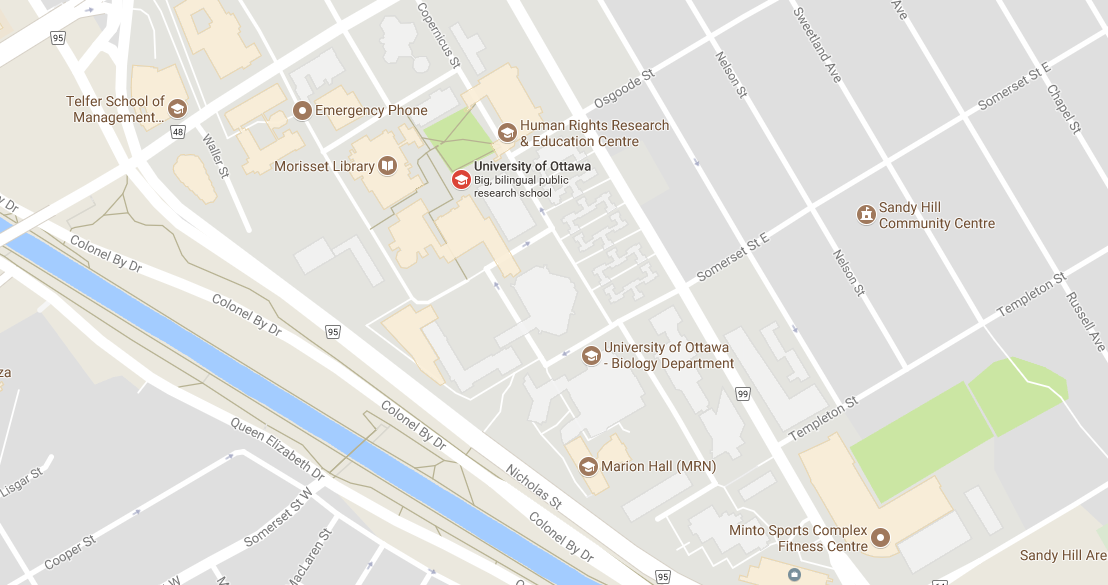 95
Copernicus St
Sweetland Ave
Ave
Nelson St
Osgoode St
Somerset St E
Chapel St
Telfer School of
Management...
48
Emergency Phone
Human Rights Research
& Education Centre
Waller St
Morisset Library
University of Ottawa
Big, bilingual public
research school
Sandy Hill
Community Centre
y Dr
Colonel By Dr
Somerset St E
Nelson St
Templeton St
Russell Ave
Colonel By Dr
95
University of Ottawa
- Biology Department
za
99
Colonel By Dr
Templeton St
Queen Elizabeth Dr
Marion Hall (MRN)
Lisgar St
Nicholas St
Somerset St W
Colonel By Dr
Minto Sports Complex
Fitness Centre
Cooper St
MacLaren St
Sandy Hill Are
95
W